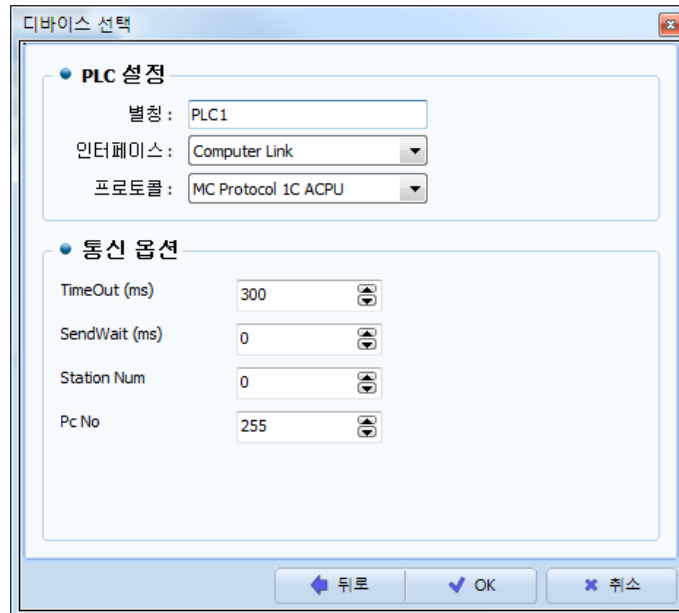 디바이스 선택
PLC 설정
별칭 : PLC1
인터페이스 : Computer Link
프로토콜 : MC Protocol 1C ACPU
통신 옵션
TimeOut (ms) 300
SendWait (ms) 0
Station Num 0
Pc No 255
뒤로 OK 취소